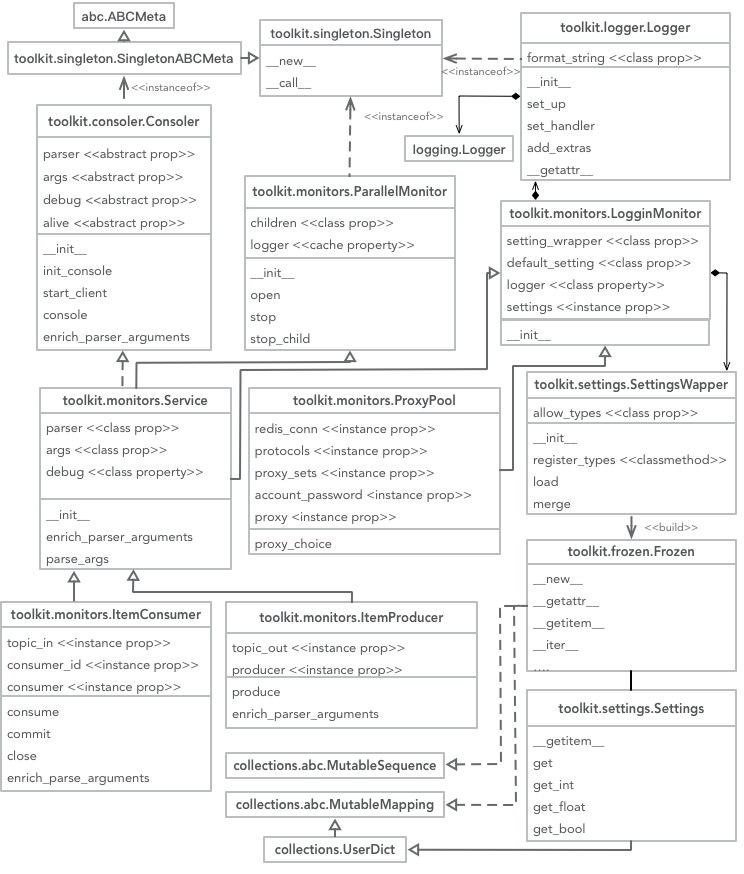 abc.ABCMeta
toolkit.singleton.SingletonABCMeta
<<instanceof>>
toolkit.singleton.Singleton
__new__
__call__
<<instanceof>>
<<instanceof>>
toolkit.logger.Logger
format_string <<class prop>>
__init__
set_up
set_handler
add_extras
__getattr__
logging.Logger
toolkit.consoler.Consoler
parser <<abstract prop>>
args <<abstract prop>>
debug <<abstract prop>>
alive <<abstract prop>>
__init__
init_console
start_client
console
enrich_parser_arguments
toolkit.monitors.ParallelMonitor
children <<class prop>>
logger <<cache property>>
__init__
open
stop
stop_child
toolkit.monitors.LogginMonitor
setting_wrapper <<class prop>>
default_setting <<class prop>>
logger <<class property>>
settings <<instance prop>>
__init__
toolkit.monitors.Service
parser <<class prop>>
args <<class prop>>
debug <<class property>>
__init__
enrich_parser_arguments
parse_args
toolkit.monitors.ProxyPool
redis_conn <<instance prop>>
protocols <<instance prop>>
proxy_sets <<instance prop>>
account_password <instance prop>>
proxy <instance prop>>
proxy_choice
toolkit.settings.SettingsWapper
allow_types <<class prop>>
__init__
register_types <<classmethod>>
load
merge
<<build>>
toolkit.frozen.Frozen
__new__
__getattr__
__getitem__
__iter__
....
toolkit.monitors.ItemConsumer
topic_in <<instance prop>>
consumer_id <<instance prop>>
consumer <<instance prop>>
consume
commit
close
enrich_parse_arguments
toolkit.monitors.ItemProducer
topic_out <<instance prop>>
producer <<instance prop>>
produce
enrich_parser_arguments
toolkit.settings.Settings
__getitem__
get
get_int
get_float
get_bool
collections.abc.MutableSequence
collections.abc.MutableMapping
collections.UserDict